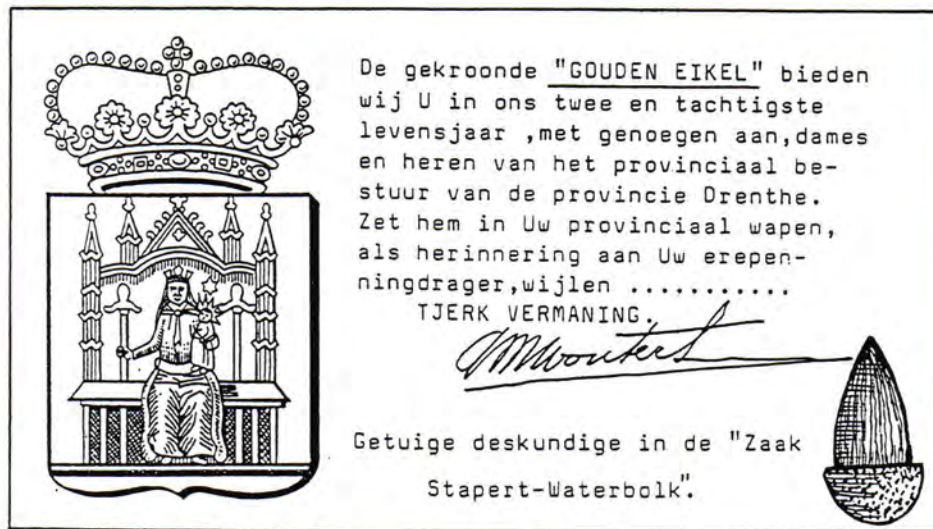 De gekroonde "GOUDEN EIKEL" bieden
wij U in ons twee en tachtigste
levensjaar ,met genoegen aan,dames
en heren van het provinciaal be-
stuur van de provincie Drenthe.
Zet hem in Uw provinciaal wapen,
als herinnering aan Uw erepen-
ningdrager,wijlen ............
TJERK VERMANING.
Getuige deskundige in de "Zaak
Stapert-Waterbolk".